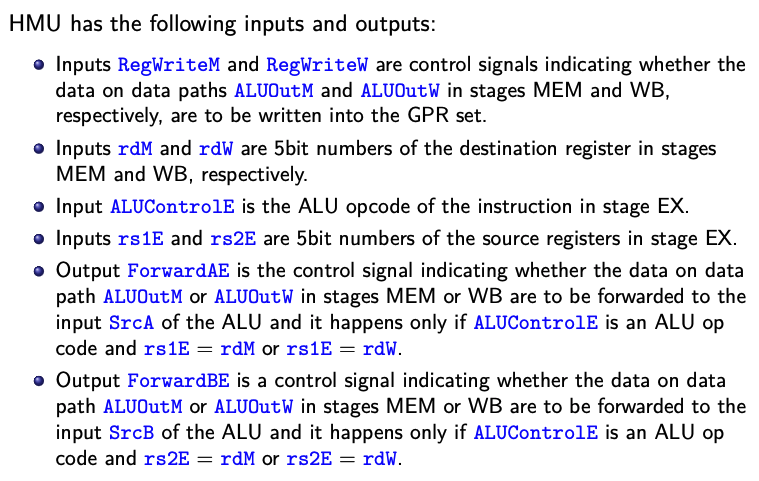 HMU has the following inputs and outputs:
Inputs RegWriteM and RegWriteW are control signals indicating whether the
data on data paths ALUOutM and ALUOutW in stages MEM and WB,
respectively, are to be written into the GPR set.
Inputs rdM and rdW are 5bit numbers of the destination register in stages
MEM and WB, respectively.
Input ALUControlE is the ALU opcode of the instruction in stage EX.
Inputs rs1E and rs2E are 5bit numbers of the source registers in stage EX.
Output ForwardAE is the control signal indicating whether the data on data
path ALUOutM or ALUOutW in stages MEM or WB are to be forwarded to the
input SrcA of the ALU and it happens only if ALUControlE is an ALU op
code and rs1E = rdM or rs1E = rdW.
Output ForwardBE is a control signal indicating whether the data on data
path ALUOutM or ALUOutW in stages MEM or WB are to be forwarded to the
input SrcB of the ALU and it happens only if ALUControlE is an ALU op
code and rs2E = rdM or rs2E = rdW.